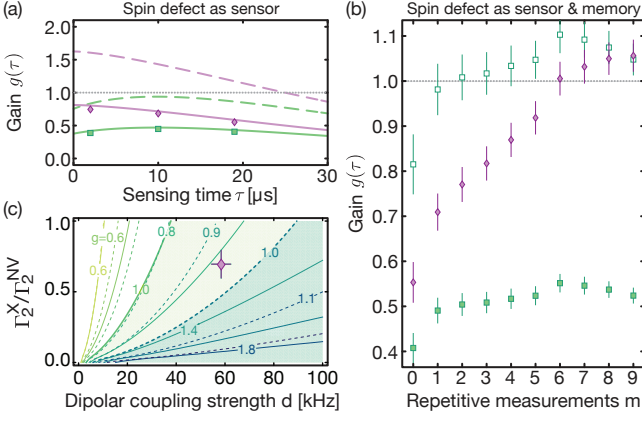 (a) Spin defect as sensor
Gain g(τ)
1.5
1.0
0.5
0.0
0 10 20 30
Sensing time τ [μs]
(c)
Γ₂ˣ/Γ₂ᴺⱽ
1.0
0.5
0.0
g=0.6
0.6
0.8
0.9
1.0
1.0
1.1
1.4
1.8
0 20 40 60 80 100
Dipolar coupling strength d [kHz]
(b) Spin defect as sensor & memory
Gain g(τ)
1.1
1.0
0.9
0.8
0.7
0.6
0.5
0.4
0 1 2 3 4 5 6 7 8 9
Repetitive measurements m